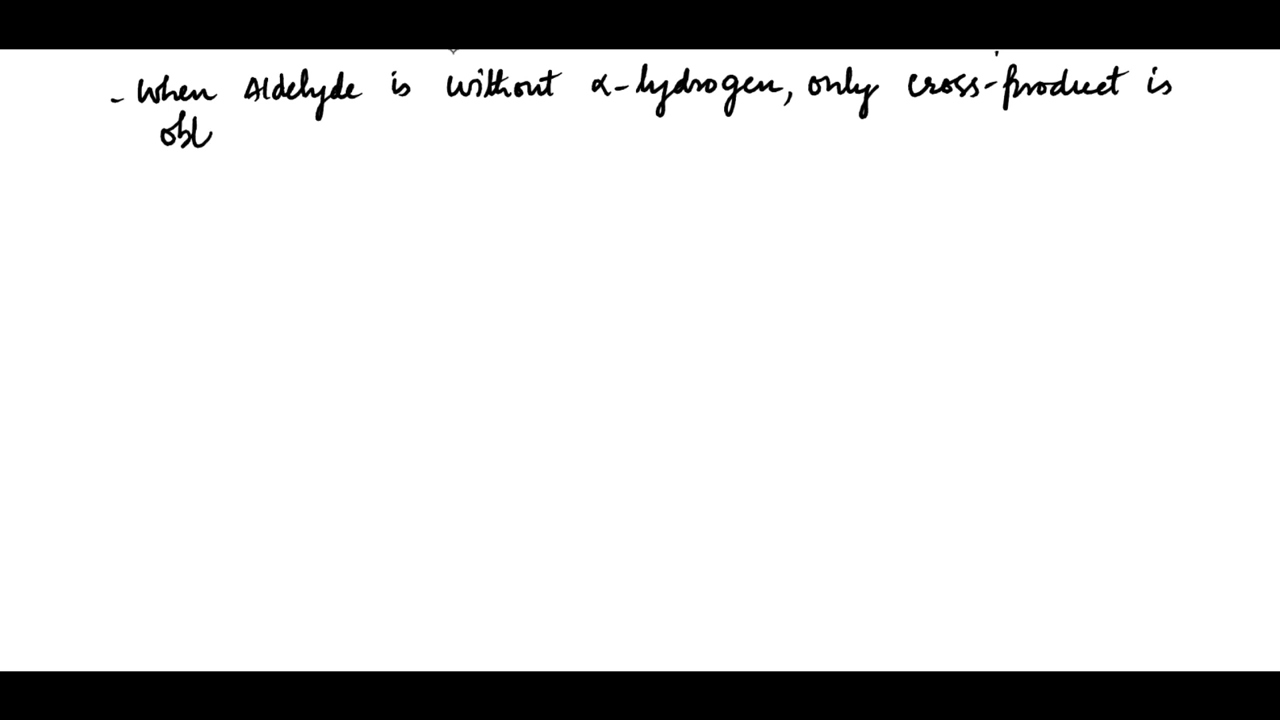 - When Aldehyde is without α-hydrogen, only cross-product is
obt